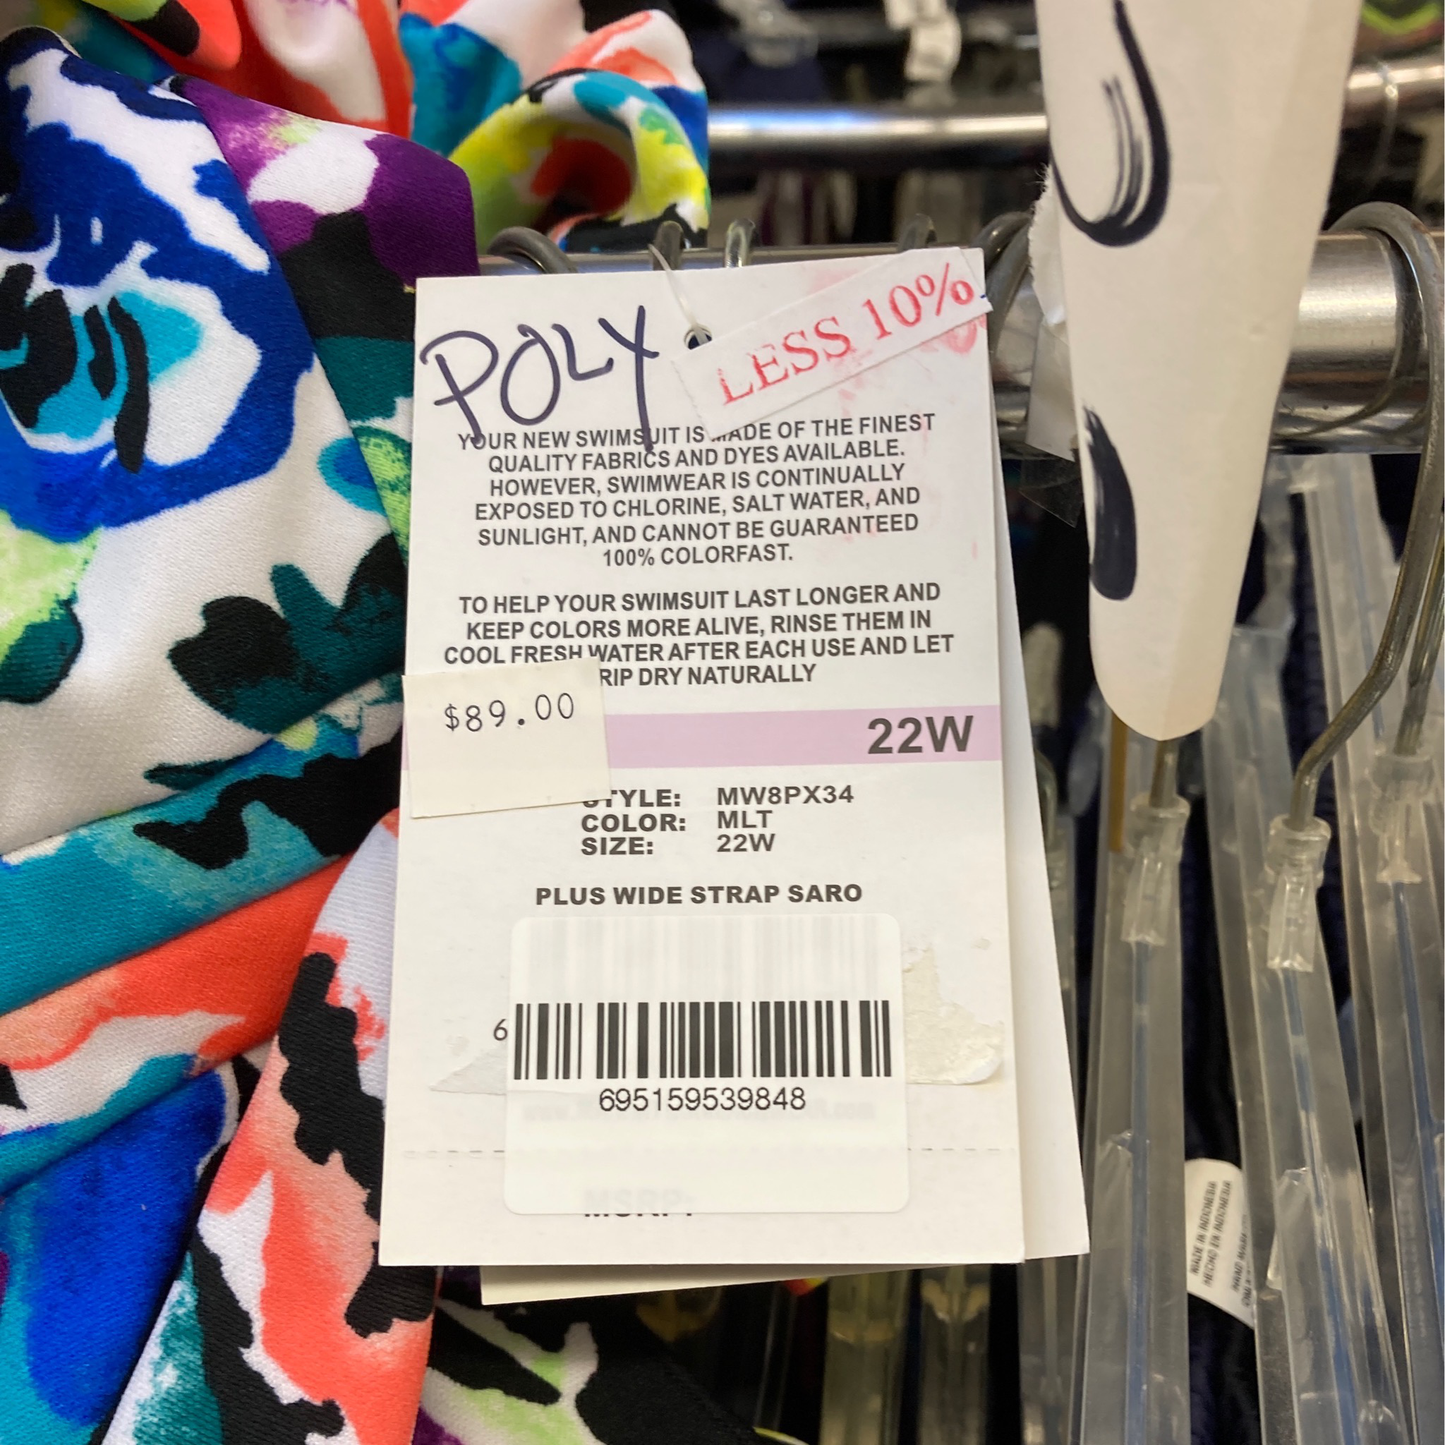 POLY
LESS 10%
YOUR NEW SWIMSUIT IS MADE OF THE FINEST
QUALITY FABRICS AND DYES AVAILABLE.
HOWEVER, SWIMWEAR IS CONTINUALLY
EXPOSED TO CHLORINE, SALT WATER, AND
SUNLIGHT, AND CANNOT BE GUARANTEED
100% COLORFAST.
TO HELP YOUR SWIMSUIT LAST LONGER AND
KEEP COLORS MORE ALIVE, RINSE THEM IN
COOL FRESH WATER AFTER EACH USE AND LET
RIP DRY NATURALLY
$89.00
22W
STYLE: MW8PX34
COLOR: MLT
SIZE: 22W
PLUS WIDE STRAP SARO
6
695159539848
MSRP: